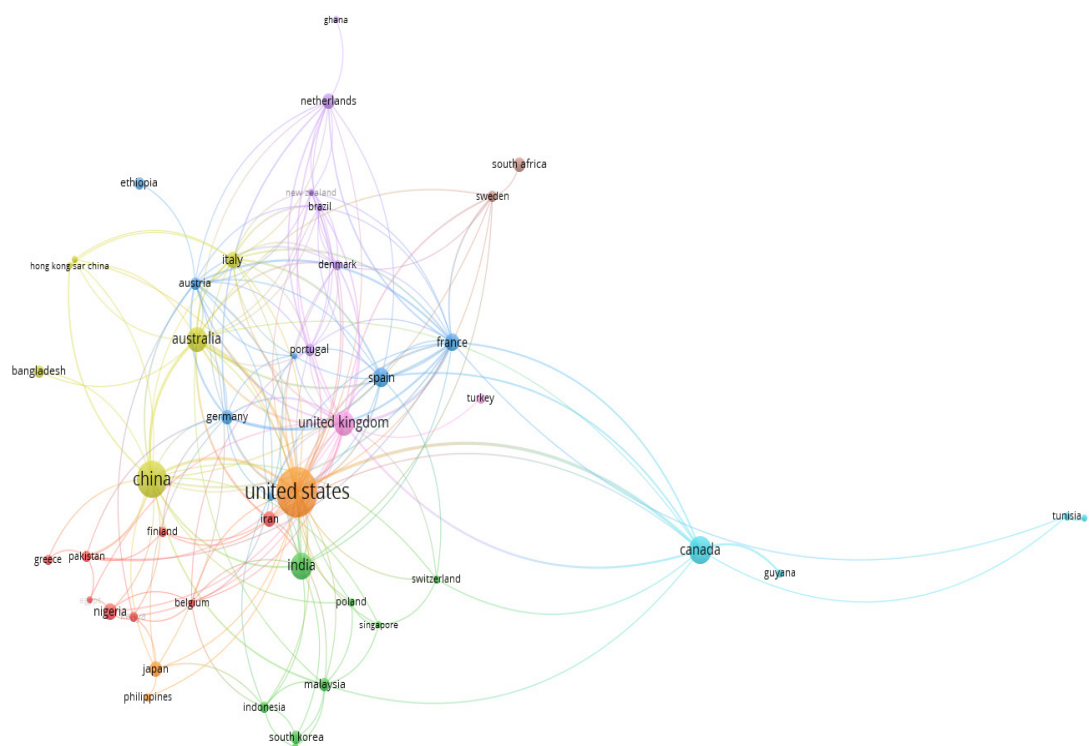 ghana
netherlands
south africa
ethiopia
new zealand
sweden
brazil
italy
hong kong sar china
denmark
austria
australia
france
portugal
bangladesh
spain
turkey
germany
united kingdom
china
united states
tunisia
iran
finland
canada
greece
pakistan
india
guyana
switzerland
poland
belgium
nigeria
singapore
japan
malaysia
philippines
indonesia
south korea